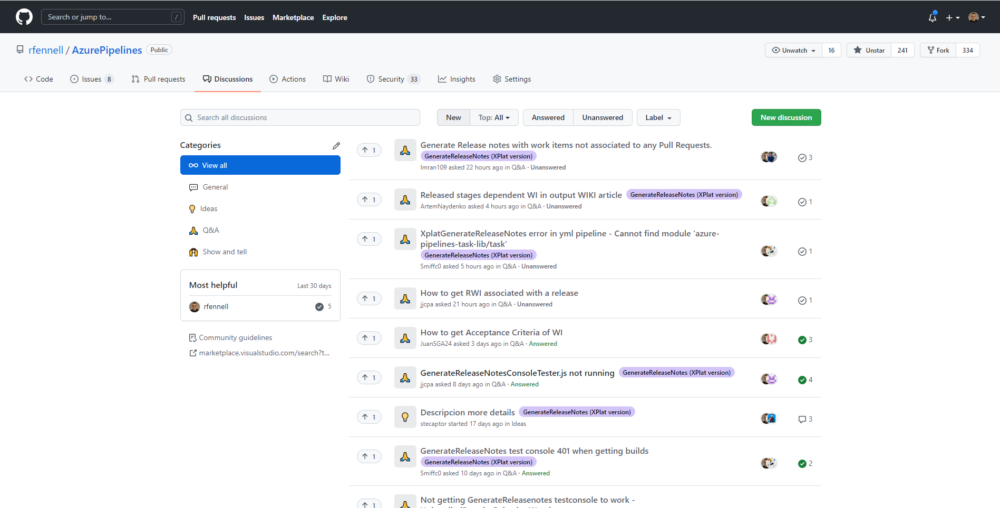 Search or jump to... /
Pull requests Issues Marketplace Explore
rfennell / AzurePipelines Public
Unwatch 16 Unstar 241 Fork 334
Code Issues 8 Pull requests Discussions Actions Wiki Security 33 Insights Settings
Search all discussions
New Top: All Answered Unanswered Label New discussion
Categories
View all
General
Ideas
Q&A
Show and tell
Most helpful Last 30 days
rfennell 5
Community guidelines
marketplace.visualstudio.com/search?t...
1 Generate Release notes with work items not associated to any Pull Requests.
GenerateReleaseNotes (XPlat version)
Imran109 asked 22 hours ago in Q&A · Unanswered
3
1 Released stages dependent WI in output WIKI article GenerateReleaseNotes (XPlat version)
ArtemNaydenko asked 4 hours ago in Q&A · Unanswered
1
1 XplatGenerateReleaseNotes error in yml pipeline - Cannot find module 'azure-
pipelines-task-lib/task'
GenerateReleaseNotes (XPlat version)
Smiffc0 asked 5 hours ago in Q&A · Unanswered
1
1 How to get RWI associated with a release
jjcpa asked 21 hours ago in Q&A · Unanswered
1
1 How to get Acceptance Criteria of WI
JuanSGA24 asked 3 days ago in Q&A · Answered
3
1 GenerateReleaseNotesConsoleTester.js not running GenerateReleaseNotes (XPlat version)
jjcpa asked 8 days ago in Q&A · Answered
4
1 Descripcion more details GenerateReleaseNotes (XPlat version)
stecaptor started 17 days ago in Ideas
3
1 GenerateReleaseNotes test console 401 when getting builds
GenerateReleaseNotes (XPlat version)
Smiffc0 asked 10 days ago in Q&A · Answered
2
1 Not getting GenerateReleasenotes testconsole to work -